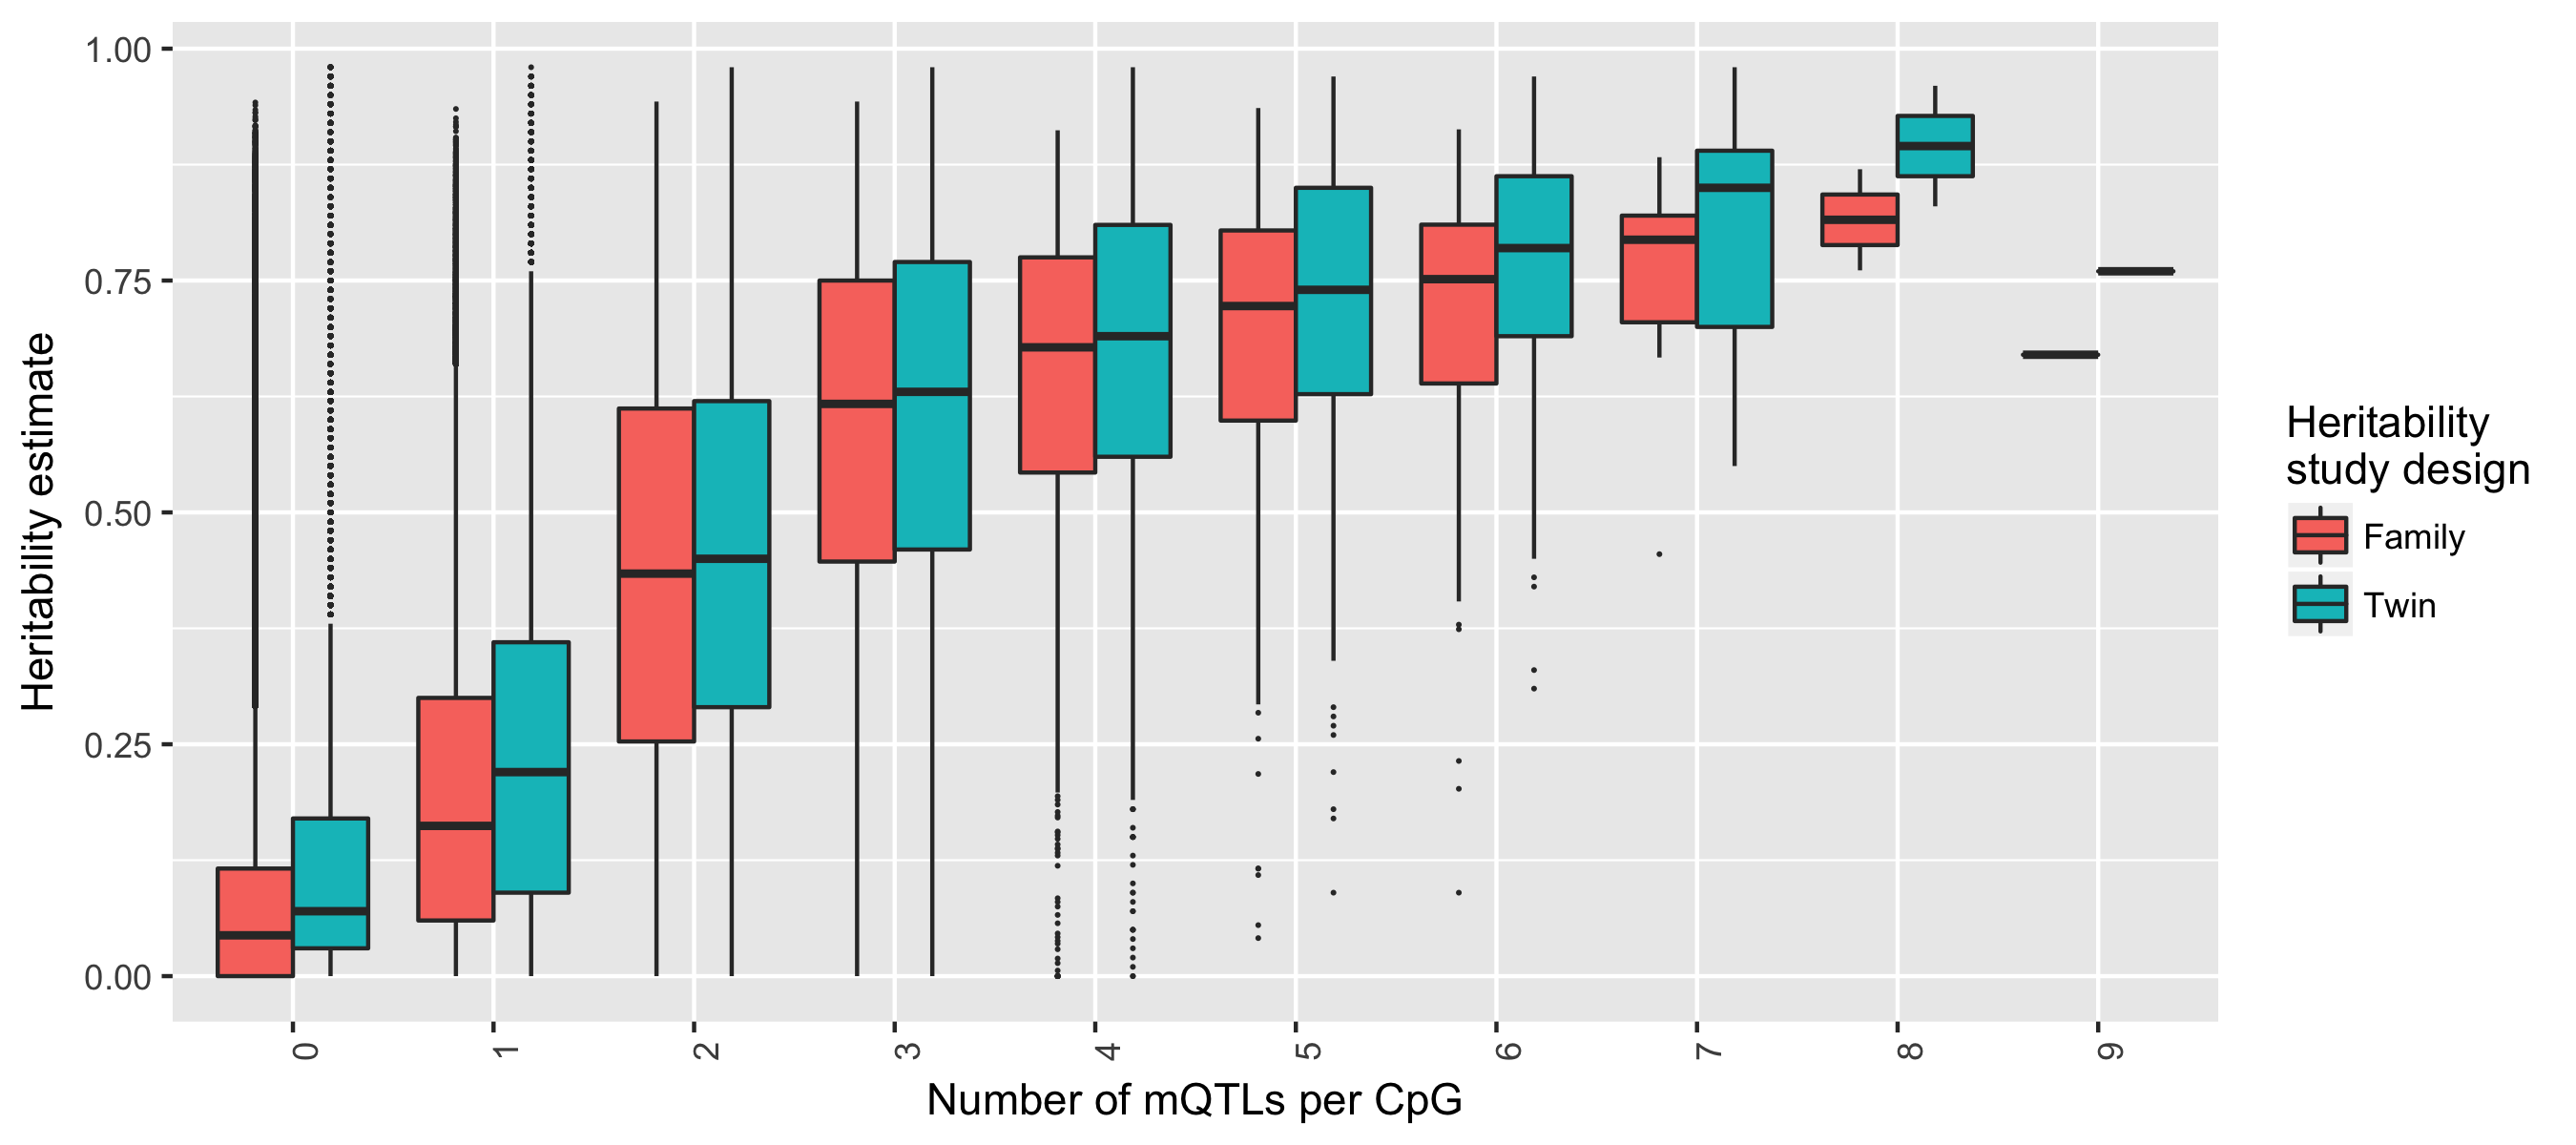 Heritability estimate
1.00
0.75
0.50
0.25
0.00
0
1
2
3
4
5
6
7
8
9
Number of mQTLs per CpG
Heritability
study design
Family
Twin